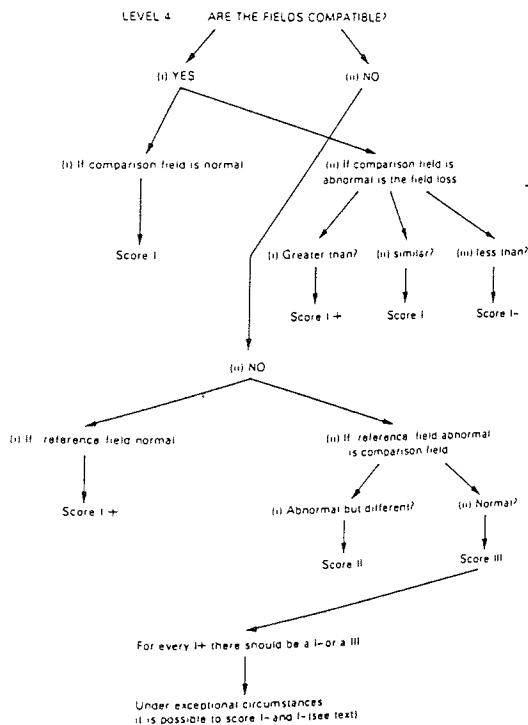 LEVEL 4 ARE THE FIELDS COMPATIBLE?
(i) YES (ii) NO
(i) If comparison field is normal
(ii) If comparison field is
abnormal is the field loss
Score I
(i) Greater than? (ii) similar? (iii) less than?
Score I + Score I Score I-
(ii) NO
(i) If reference field normal
(ii) If reference field abnormal
is comparison field
Score I +
(i) Abnormal but different? (ii) Normal?
Score II Score III
For every I+ there should be a I- or a III
Under exceptional circumstances
it is possible to score I- and I- (see text)